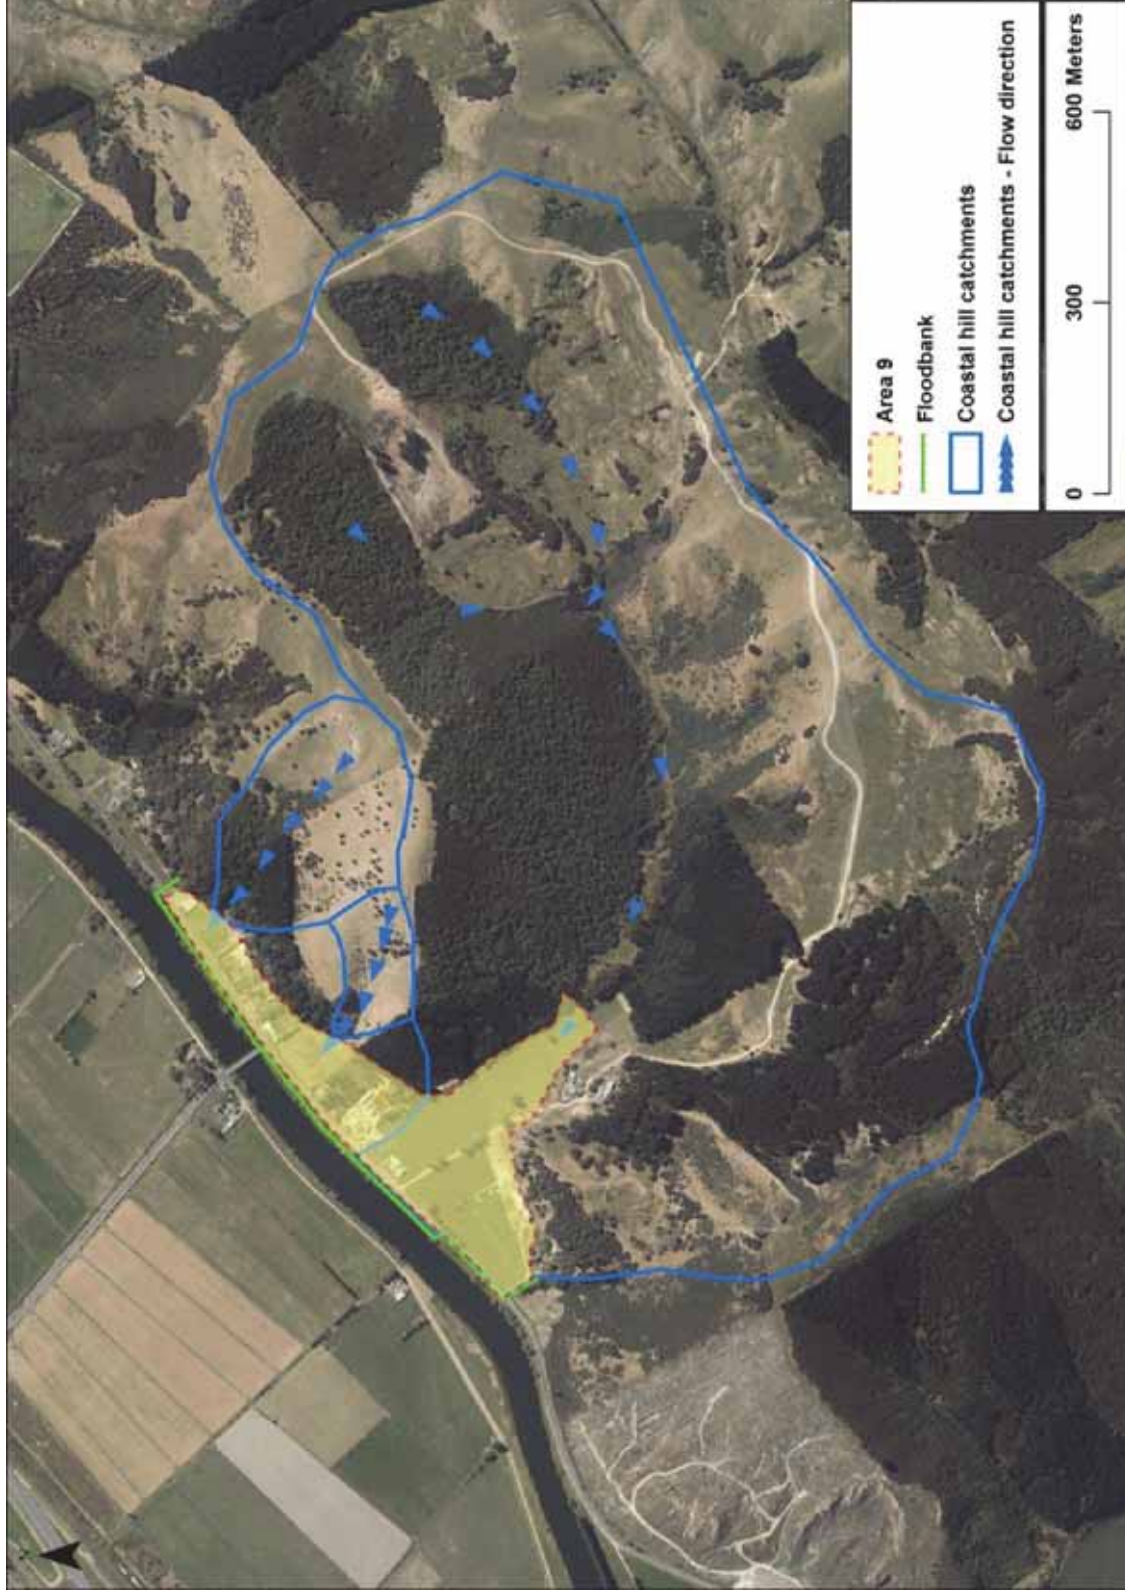 Area 9
Floodbank
Coastal hill catchments
Coastal hill catchments - Flow direction
0 300 600 Meters